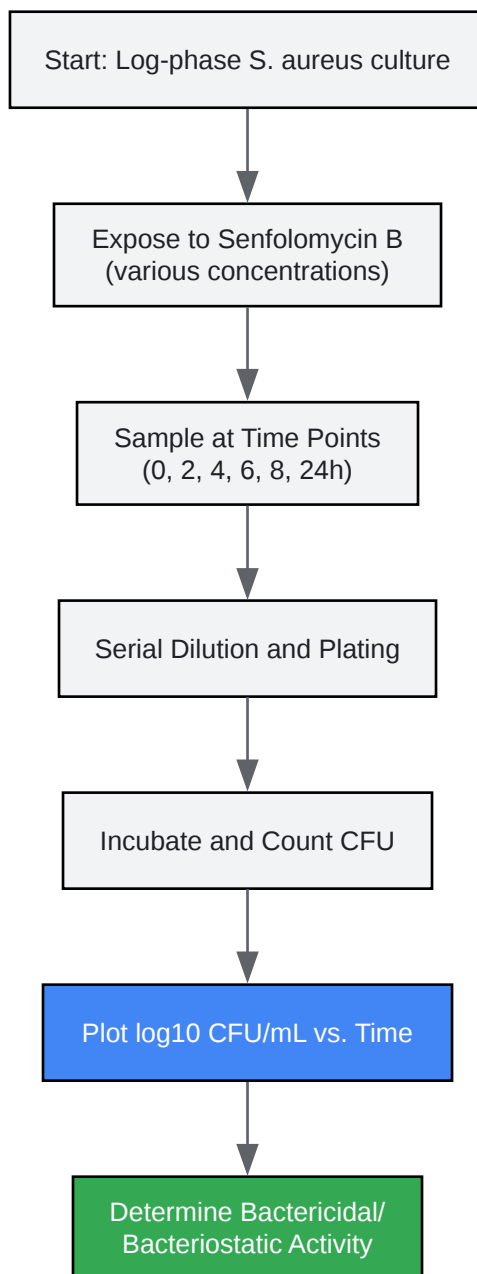 Start: Log-phase S. aureus culture
Expose to Senfolomycin B
(various concentrations)
Sample at Time Points
(0, 2, 4, 6, 8, 24h)
Serial Dilution and Plating
Incubate and Count CFU
Plot log10 CFU/mL vs. Time
Determine Bactericidal/
Bacteriostatic Activity